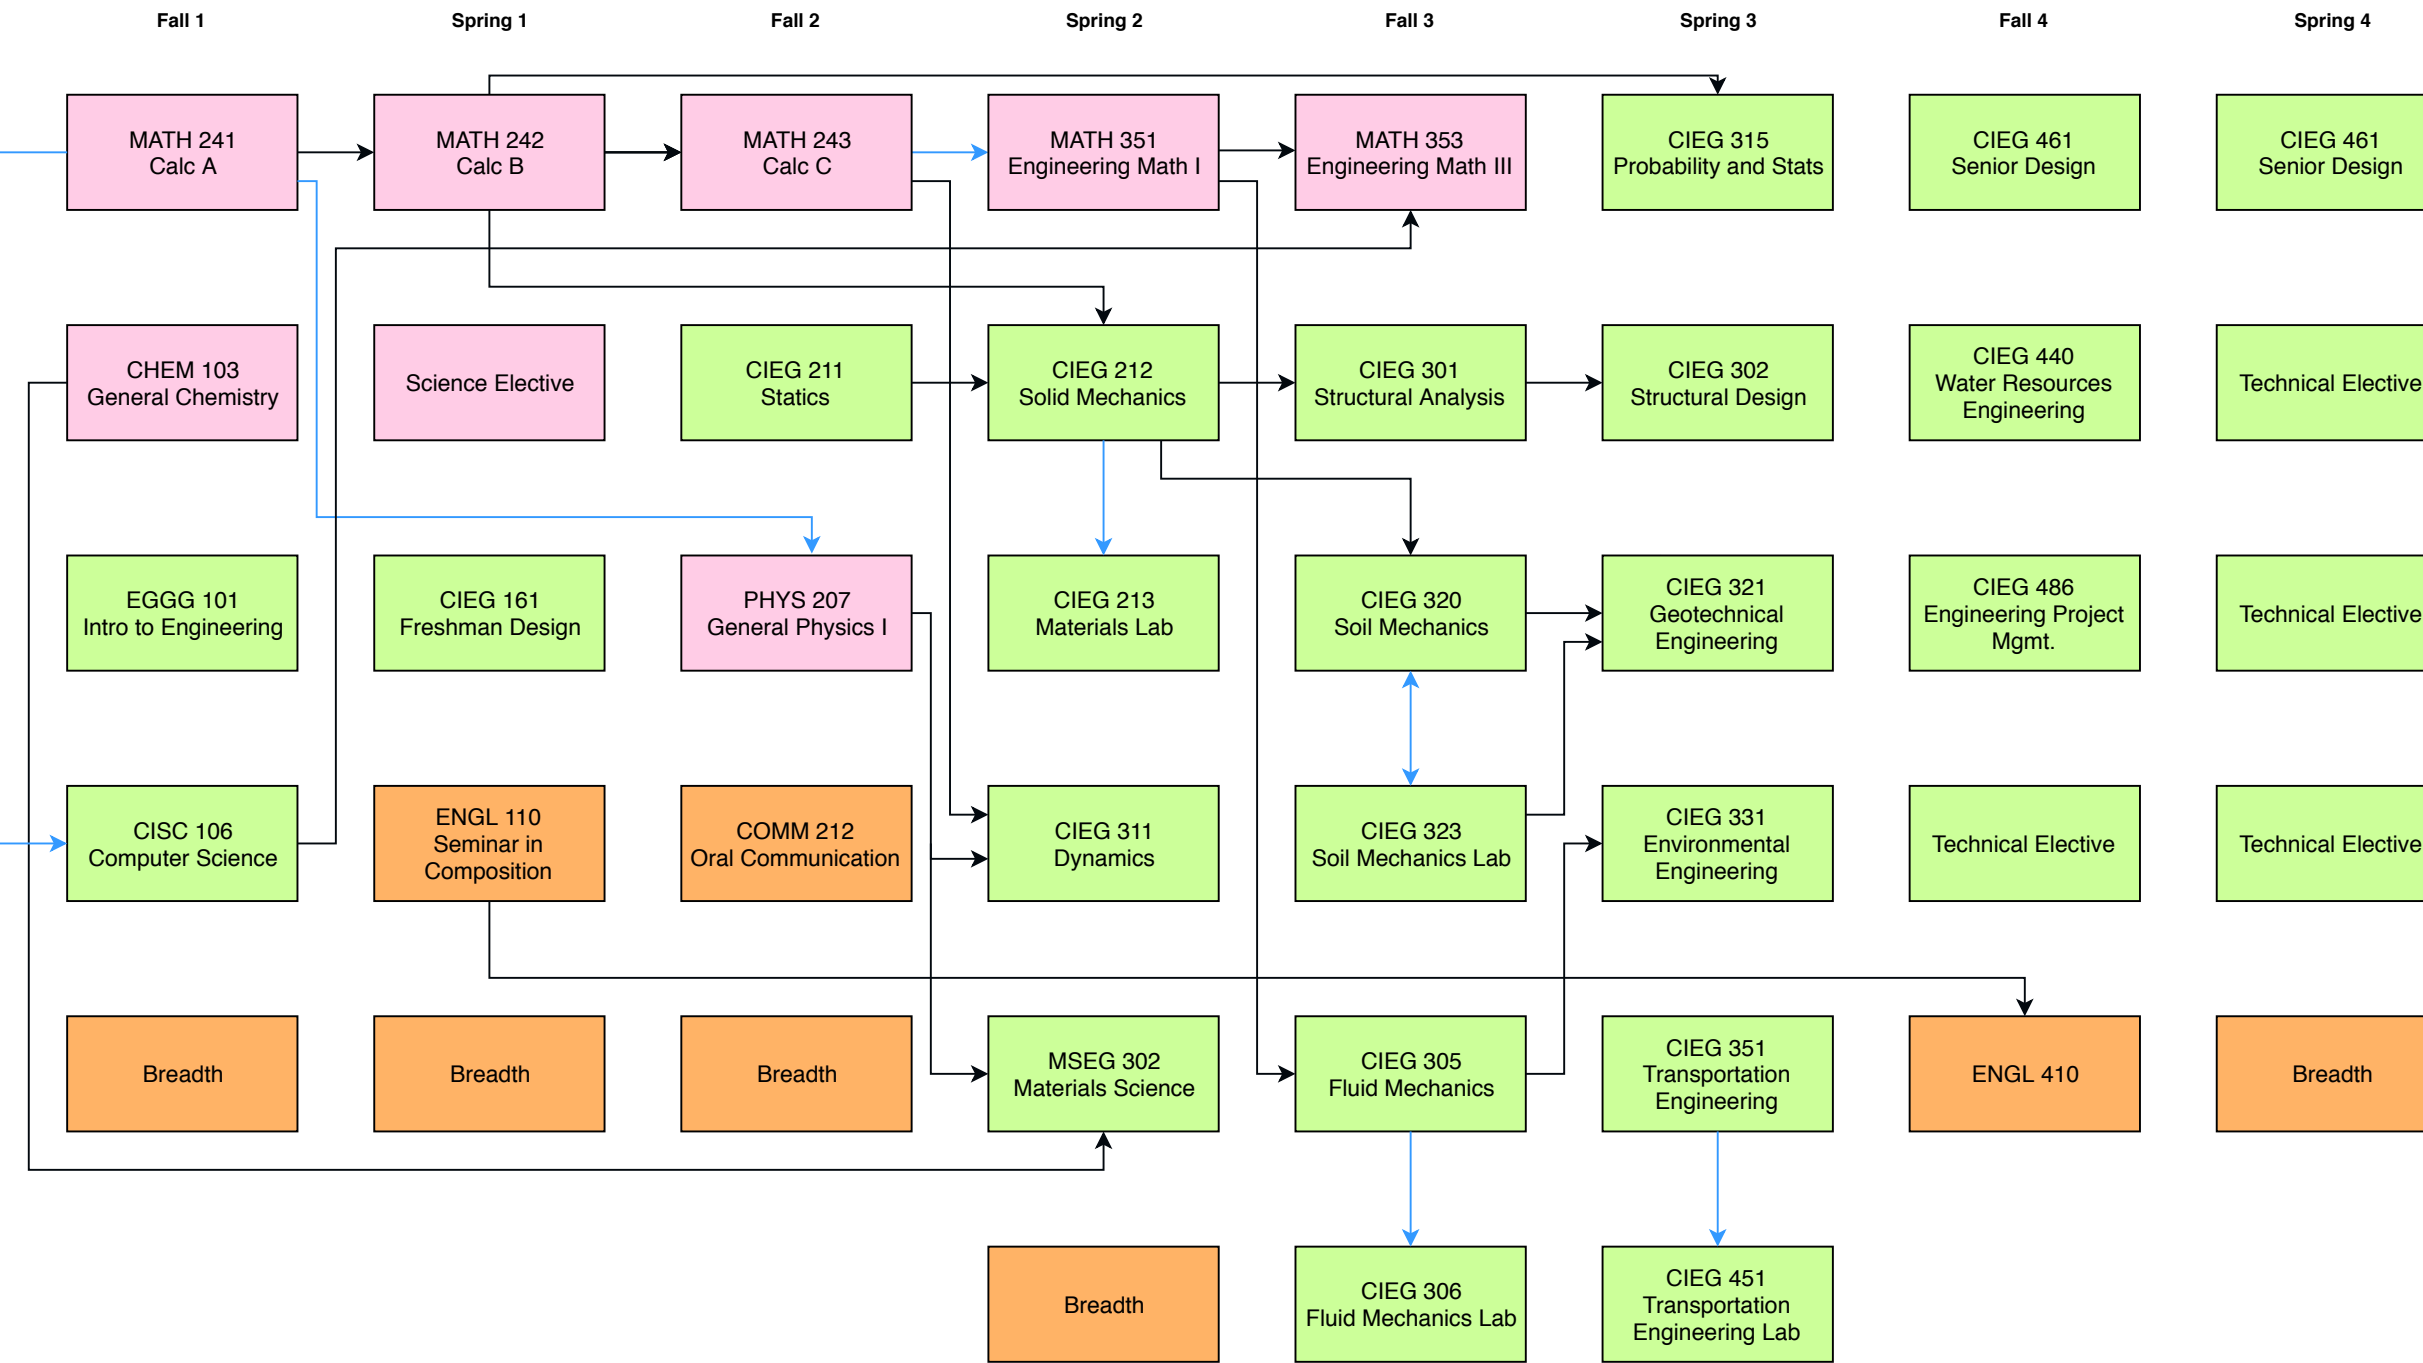 Fall 1
Spring 1
Fall 2
Spring 2
Fall 3
Spring 3
Fall 4
Spring 4
MATH 241
Calc A
MATH 242
Calc B
MATH 243
Calc C
MATH 351
Engineering Math I
MATH 353
Engineering Math III
CIEG 315
Probability and Stats
CIEG 461
Senior Design
CIEG 461
Senior Design
CHEM 103
General Chemistry
Science Elective
CIEG 211
Statics
CIEG 212
Solid Mechanics
CIEG 301
Structural Analysis
CIEG 302
Structural Design
CIEG 440
Water Resources
Engineering
Technical Elective
EGGG 101
Intro to Engineering
CIEG 161
Freshman Design
PHYS 207
General Physics I
CIEG 213
Materials Lab
CIEG 320
Soil Mechanics
CIEG 321
Geotechnical
Engineering
CIEG 486
Engineering Project
Mgmt.
Technical Elective
CISC 106
Computer Science
ENGL 110
Seminar in
Composition
COMM 212
Oral Communication
CIEG 311
Dynamics
CIEG 323
Soil Mechanics Lab
CIEG 331
Environmental
Engineering
Technical Elective
Technical Elective
Breadth
Breadth
Breadth
MSEG 302
Materials Science
CIEG 305
Fluid Mechanics
CIEG 351
Transportation
Engineering
ENGL 410
Breadth
Breadth
CIEG 306
Fluid Mechanics Lab
CIEG 451
Transportation
Engineering Lab